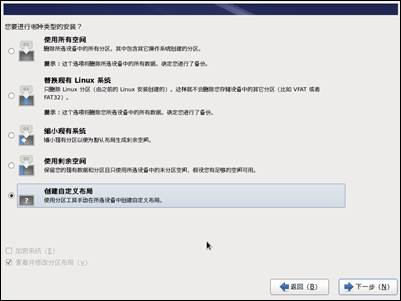 您要进行哪种类型的安装？
使用所有空间
删除所选设备中的所有分区。其中包含其它操作系统创建的分区。
提示：这个选项将删除所选设备中的所有数据。确定您进行了备份。
替换现有 Linux 系统
只删除 Linux 分区（由之前的 Linux 安装创建的）。这样就不会删除您存储设备中的其它分区（比如 VFAT 或者
FAT32）。
提示：这个选项将删除您所选设备中的所有数据。确定您进行了备份。
缩小现有系统
缩小现有分区以便为默认布局生成剩余空间。
使用剩余空间
保留您的现有数据和分区且只使用所选设备中的未分区空间，假设您有足够的空间可用。
创建自定义布局
使用分区工具手动在所选设备中创建自定义布局。
加密系统（E）
查看并修改分区布局（V）
返回（B）
下一步（N）